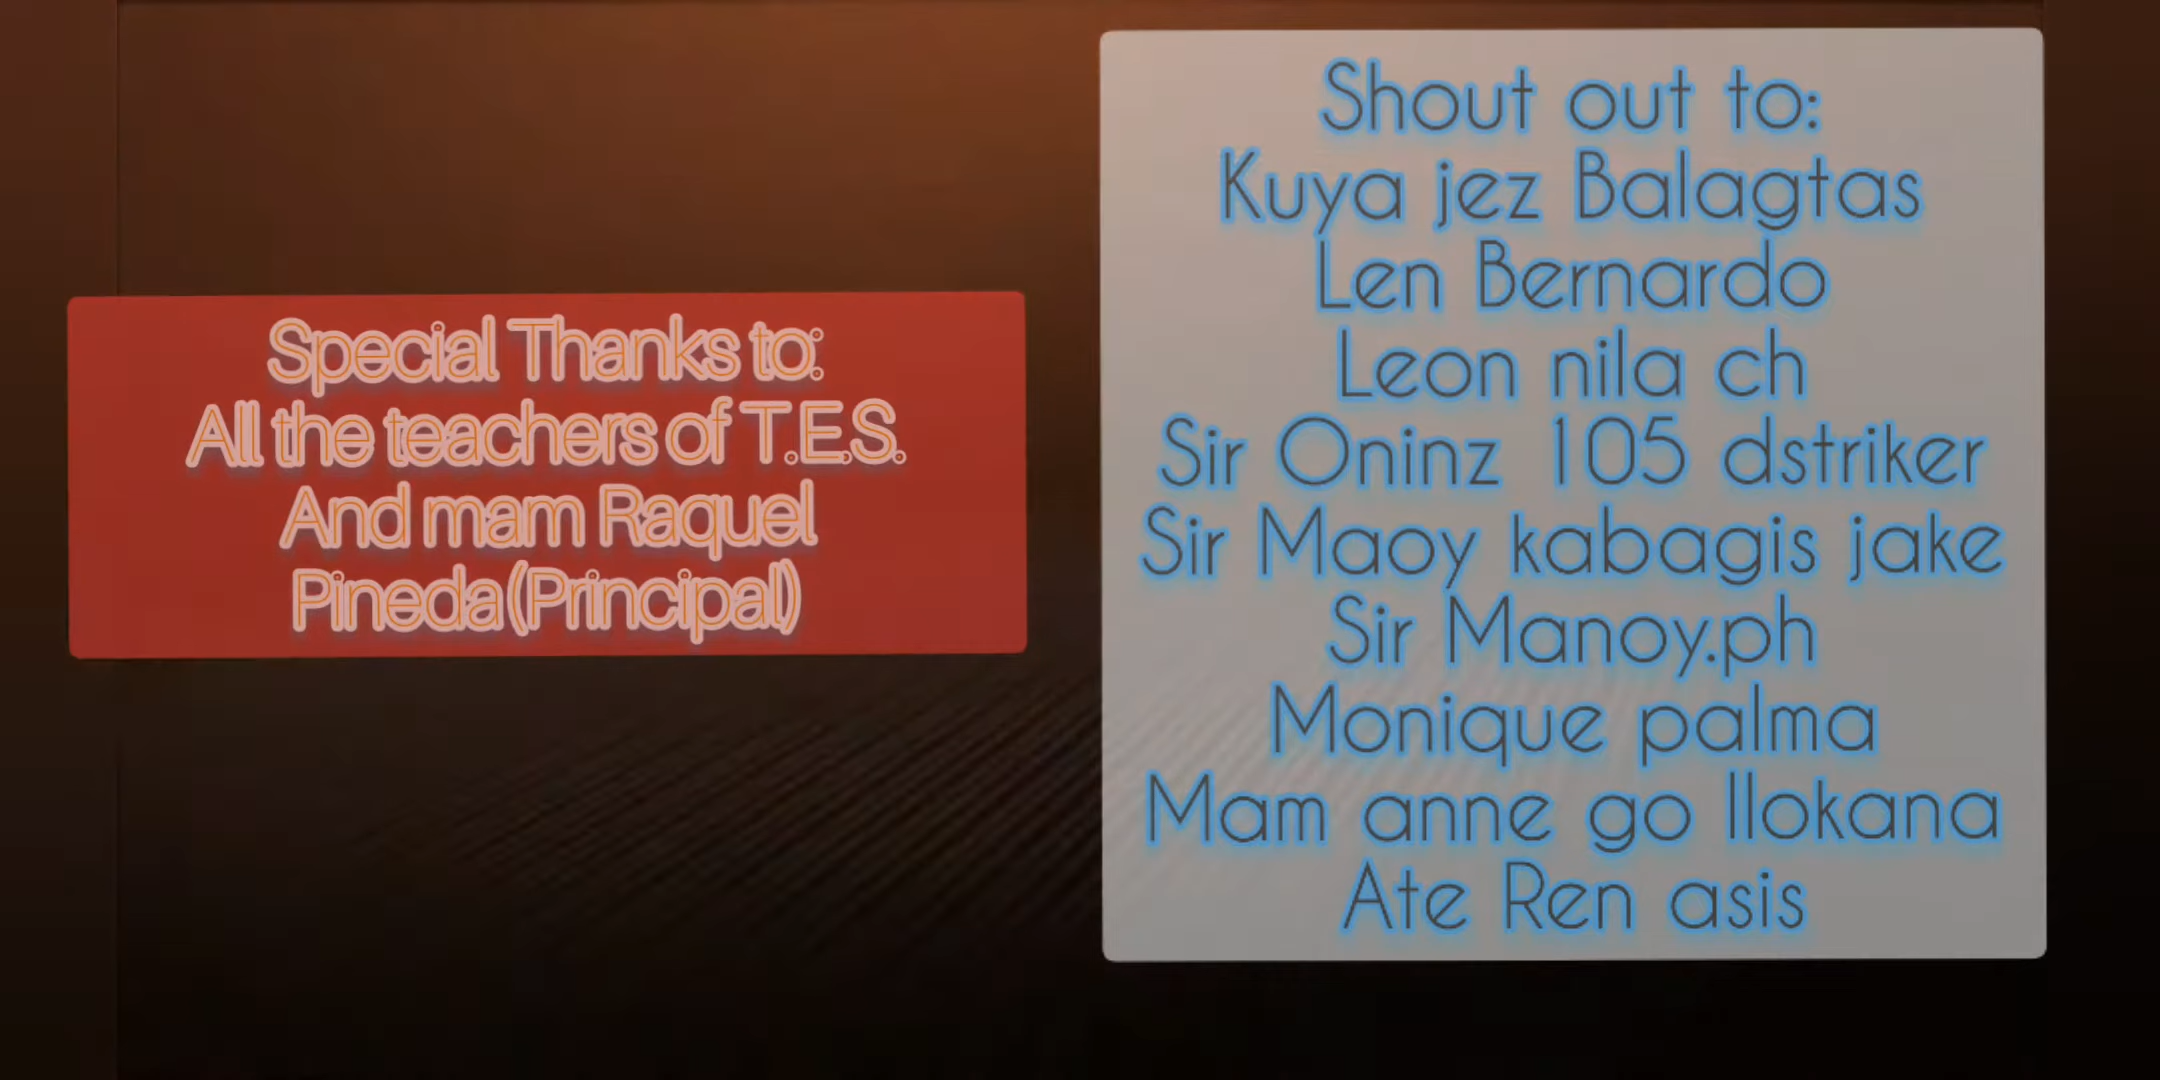 Special Thanks to:
All the teachers of T.E.S.
And mam Raquel
Pineda(Principal)
Shout out to:
Kuya jez Balagtas
Len Bernardo
Leon nila ch
Sir Oninz 105 dstriker
Sir Maoy kabagis jake
Sir Manoy.ph
Monique palma
Mam anne go Ilokana
Ate Ren asis